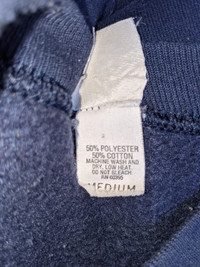 50% POLYESTER
50% COTTON
MACHINE WASH AND
DRY, LOW HEAT.
DO NOT BLEACH.
MEDIUM